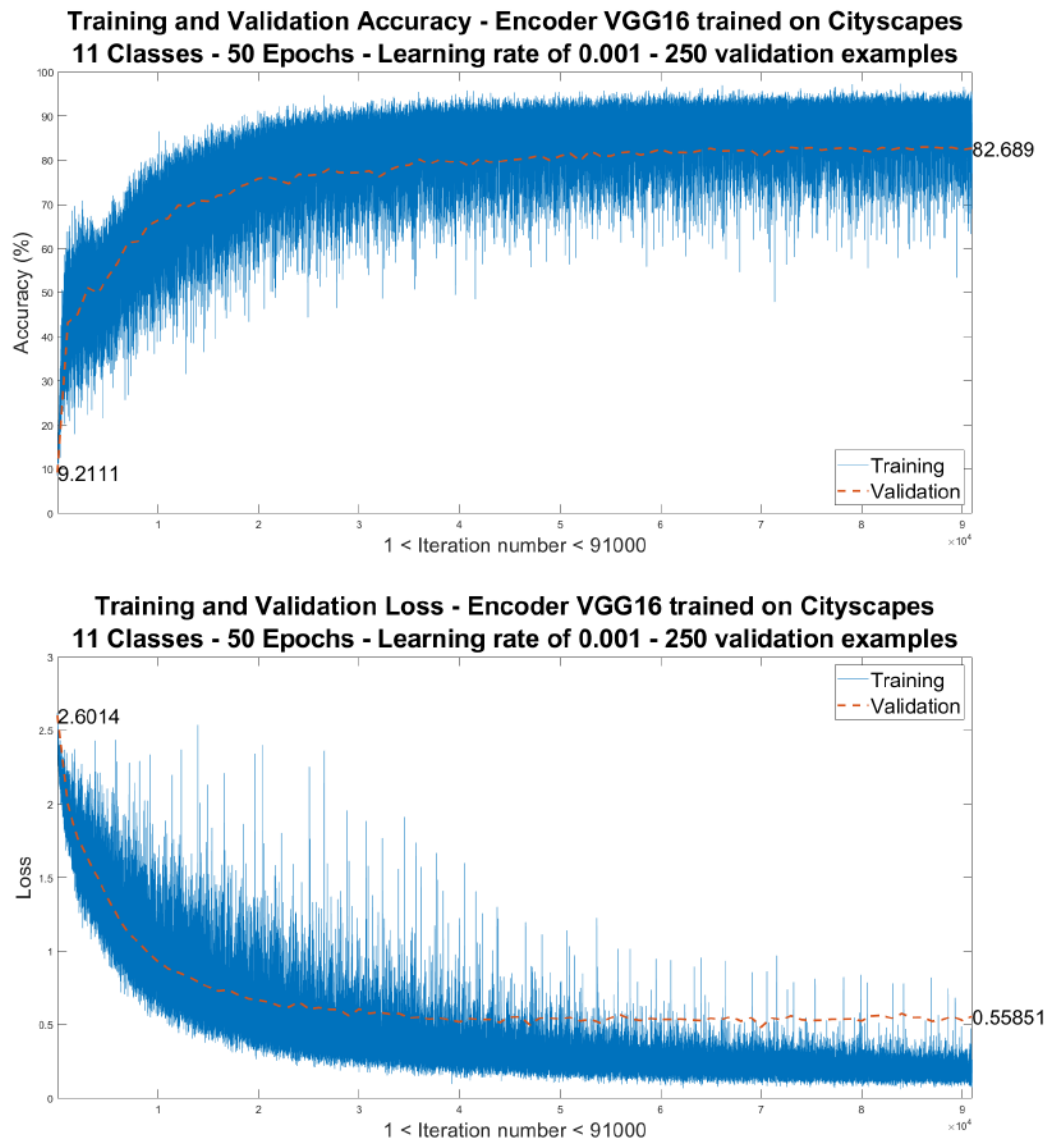 Training and Validation Accuracy - Encoder VGG16 trained on Cityscapes
11 Classes - 50 Epochs - Learning rate of 0.001 - 250 validation examples
100
90
80
70
60
50
40
30
20
10
0
Accuracy (%)
82.689
9.2111
Training
Validation
1 2 3 4 5 6 7 8 9
×10⁴
1 < Iteration number < 91000
Training and Validation Loss - Encoder VGG16 trained on Cityscapes
11 Classes - 50 Epochs - Learning rate of 0.001 - 250 validation examples
3
2.5
2
1.5
1
0.5
0
Loss
2.6014
Training
Validation
0.55851
1 2 3 4 5 6 7 8 9
×10⁴
1 < Iteration number < 91000